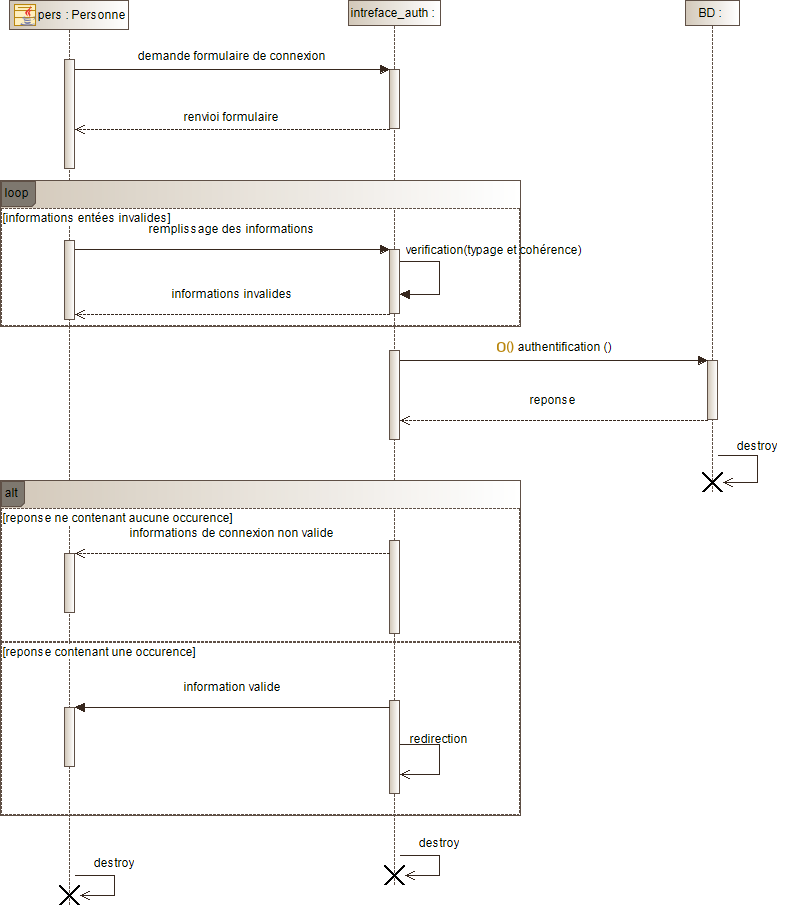 pers : Personne
intreface_auth :
BD :
demande formulaire de connexion
renvioi formulaire
loop
[informations entées invalides]
remplissage des informations
verification(typage et cohérence)
informations invalides
O() authentification ()
reponse
destroy
alt
[reponse ne contenant aucune occurence]
informations de connexion non valide
[reponse contenant une occurence]
information valide
redirection
destroy
destroy